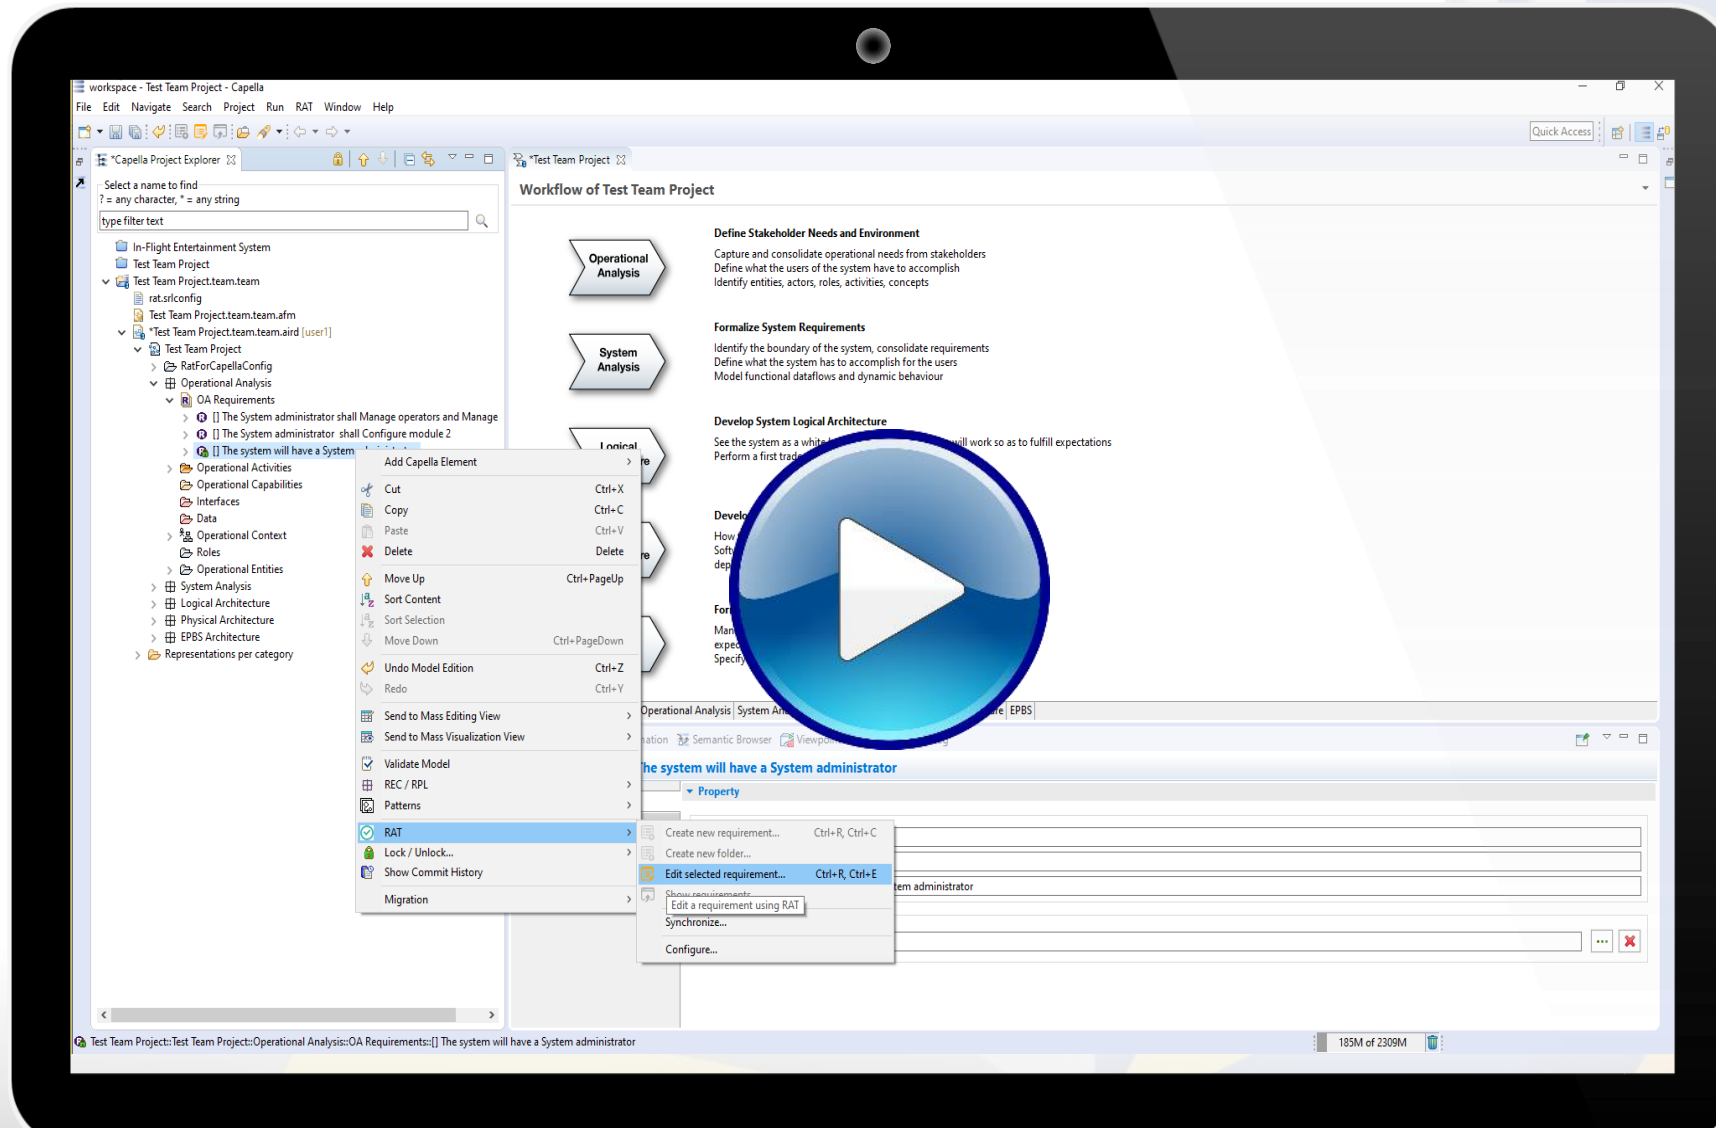 workspace - Test Team Project - Capella
File Edit Navigate Search Project Run RAT Window Help
Quick Access
*Capella Project Explorer
Select a name to find
? = any character, * = any string
type filter text
In-Flight Entertainment System
Test Team Project
Test Team Project.team.team
rat.srlconfig
Test Team Project.team.team.afm
*Test Team Project.team.team.aird [user1]
Test Team Project
RatForCapellaConfig
Operational Analysis
OA Requirements
[] The System administrator shall Manage operators and Manage
[] The System administrator  shall Configure module 2
[] The system will have a System
Operational Activities
Operational Capabilities
Interfaces
Data
Operational Context
Roles
Operational Entities
System Analysis
Logical Architecture
Physical Architecture
EPBS Architecture
Representations per category
Add Capella Element
Cut Ctrl+X
Copy Ctrl+C
Paste Ctrl+V
Delete Delete
Move Up Ctrl+PageUp
Sort Content
Sort Selection
Move Down Ctrl+PageDown
Undo Model Edition Ctrl+Z
Redo Ctrl+Y
Send to Mass Editing View
Send to Mass Visualization View
Validate Model
REC / RPL
Patterns
RAT
Lock / Unlock...
Show Commit History
Migration
Create new requirement... Ctrl+R, Ctrl+C
Create new folder...
Edit selected requirement... Ctrl+R, Ctrl+E
Show requirements
Edit a requirement using RAT
Synchronize...
Configure...
*Test Team Project
Workflow of Test Team Project
Operational
Analysis
Define Stakeholder Needs and Environment
Capture and consolidate operational needs from stakeholders
Define what the users of the system have to accomplish
Identify entities, actors, roles, activities, concepts
System
Analysis
Formalize System Requirements
Identify the boundary of the system, consolidate requirements
Define what the system has to accomplish for the users
Model functional dataflows and dynamic behaviour
Logical
Develop System Logical Architecture
See the system as a white will work so as to fulfill expectations
Perform a first
How
Specify
Operational Analysis System EPBS
Semantic Browser
The system will have a System administrator
Property
administrator
Test Team Project::Test Team Project::Operational Analysis::OA Requirements::[] The system will have a System administrator
185M of 2309M